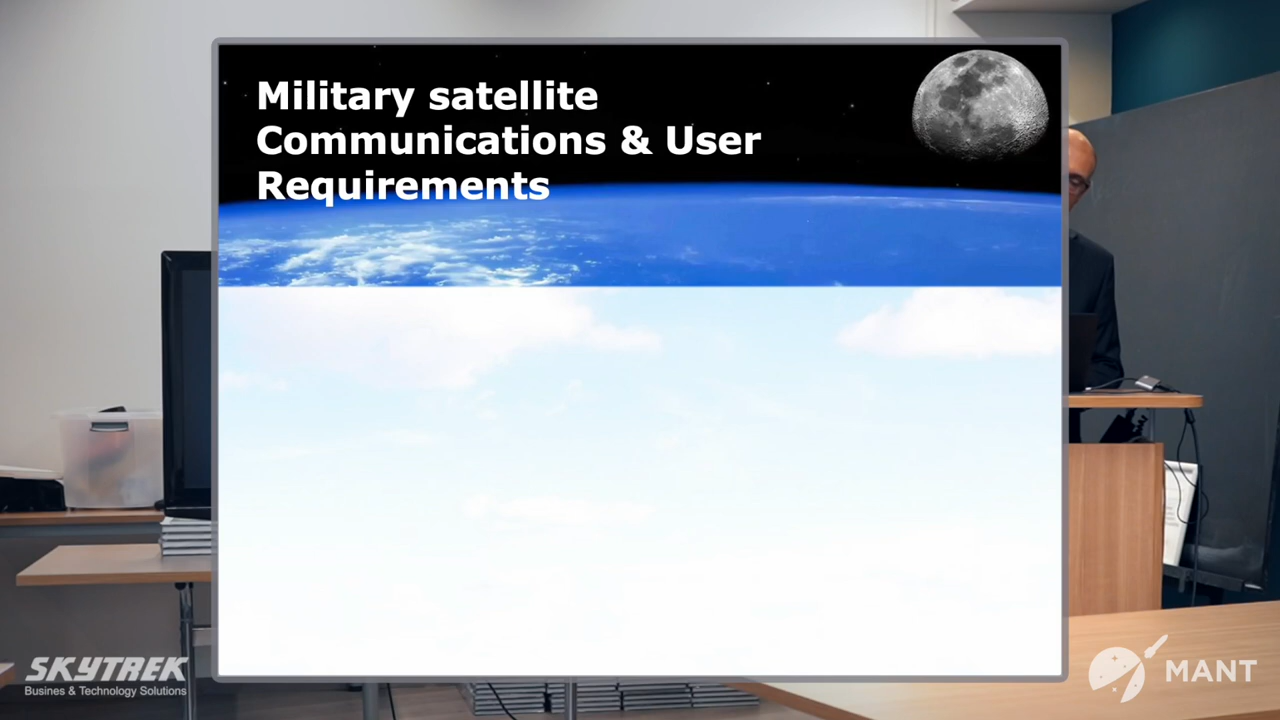 Military satellite
Communications & User
Requirements
SKYTREK
Busines & Technology Solutions
MANT